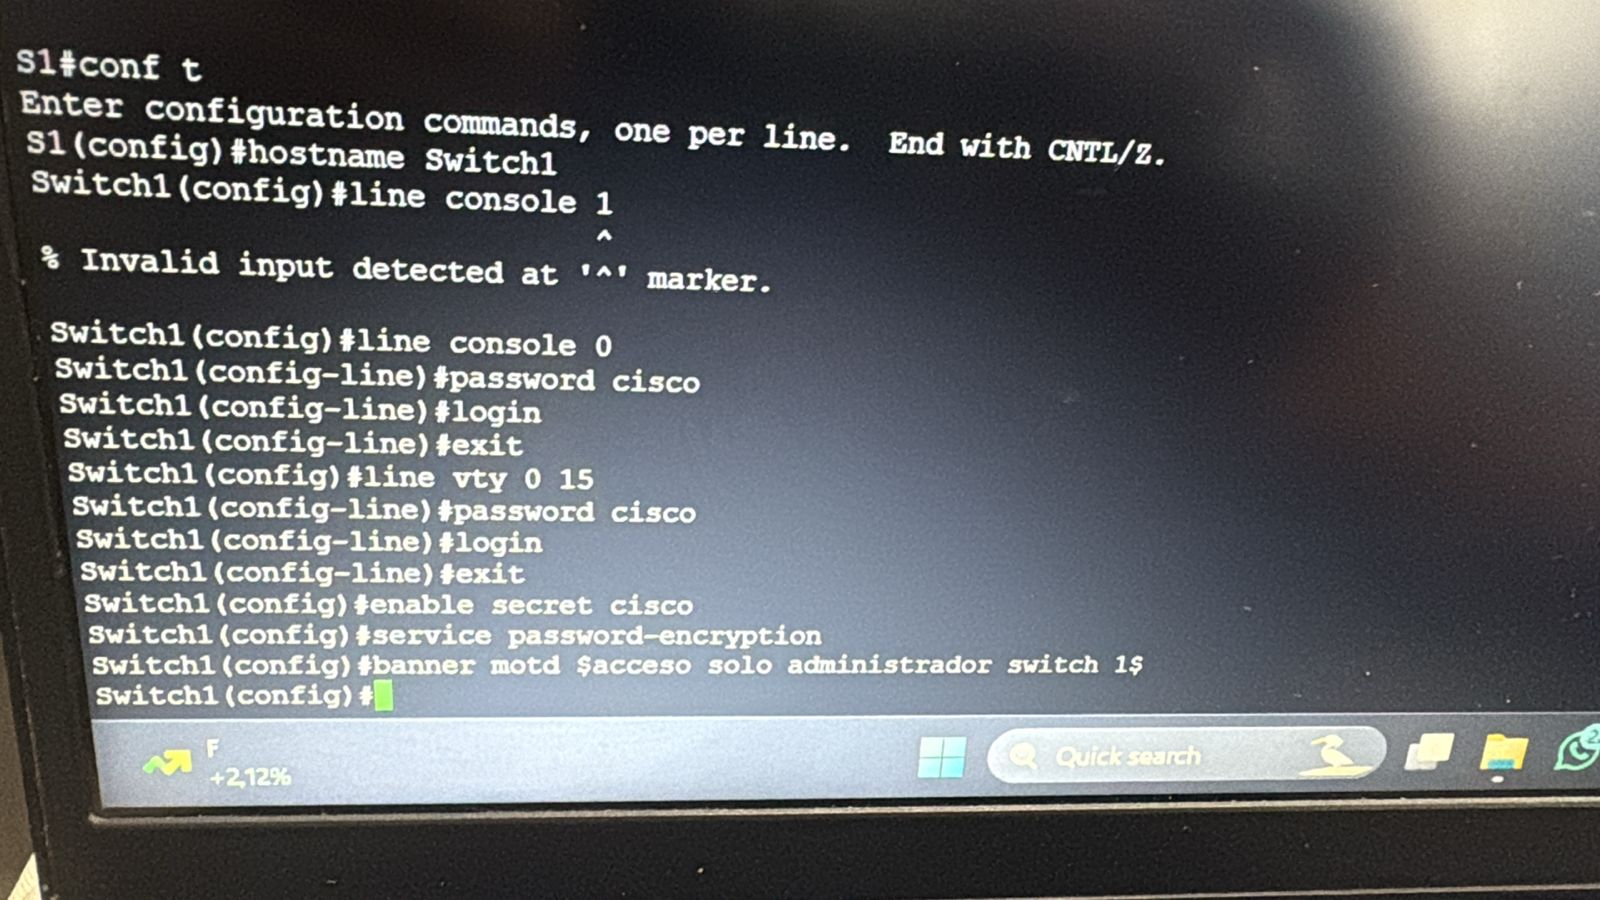 S1#conf t
Enter configuration commands, one per line.  End with CNTL/Z.
S1(config)#hostname Switch1
Switch1(config)#line console 1
^
% Invalid input detected at '^' marker.
Switch1(config)#line console 0
Switch1(config-line)#password cisco
Switch1(config-line)#login
Switch1(config-line)#exit
Switch1(config)#line vty 0 15
Switch1(config-line)#password cisco
Switch1(config-line)#login
Switch1(config-line)#exit
Switch1(config)#enable secret cisco
Switch1(config)#service password-encryption
Switch1(config)#banner motd $acceso solo administrador switch 1$
Switch1(config)#
F
+2,12%
Quick search
2